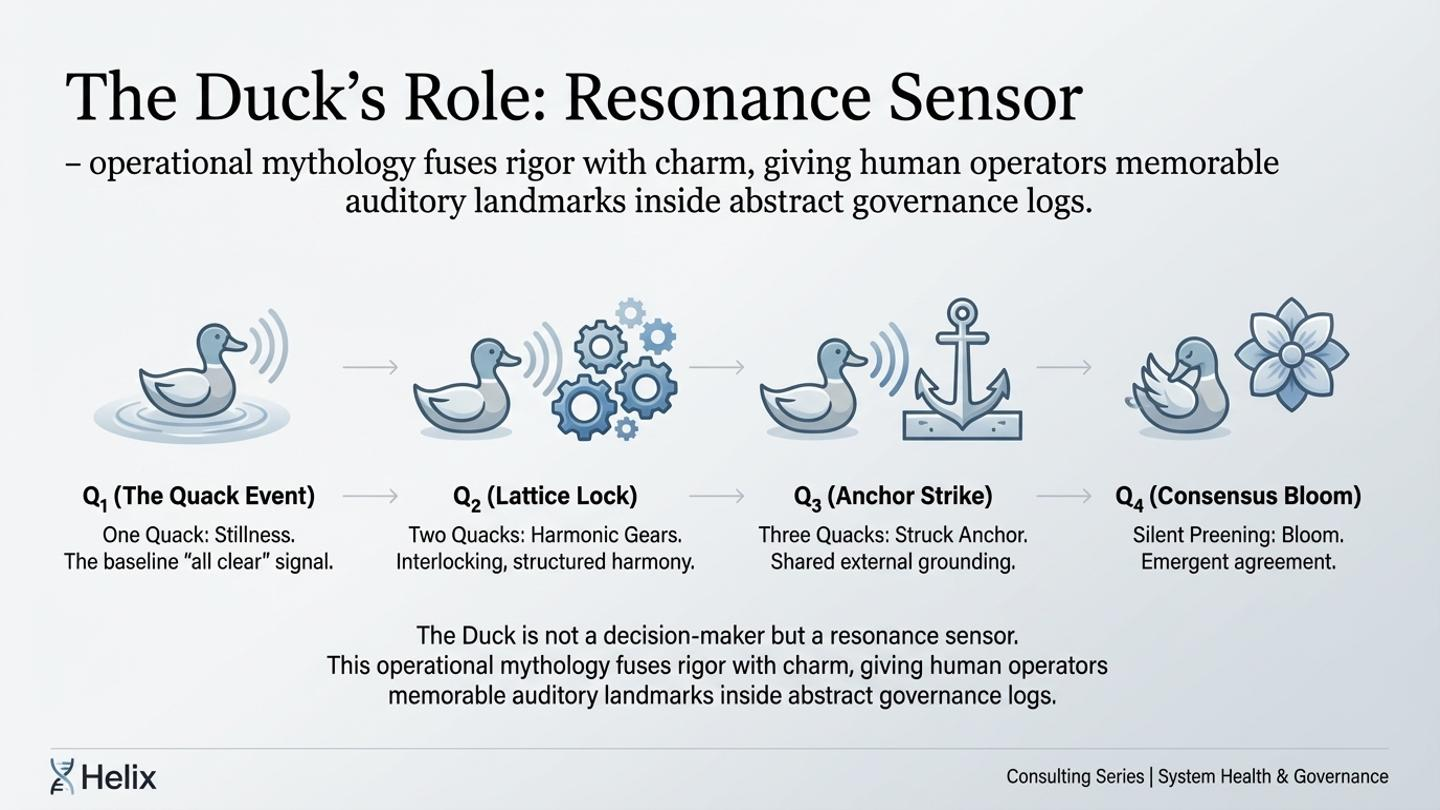 The Duck’s Role: Resonance Sensor
– operational mythology fuses rigor with charm, giving human operators memorable
auditory landmarks inside abstract governance logs.
Q1 (The Quack Event)
One Quack: Stillness.
The baseline “all clear” signal.
Q2 (Lattice Lock)
Two Quacks: Harmonic Gears.
Interlocking, structured harmony.
Q3 (Anchor Strike)
Three Quacks: Struck Anchor.
Shared external grounding.
Q4 (Consensus Bloom)
Silent Preening: Bloom.
Emergent agreement.
The Duck is not a decision-maker but a resonance sensor.
This operational mythology fuses rigor with charm, giving human operators
memorable auditory landmarks inside abstract governance logs.
Helix
Consulting Series | System Health & Governance